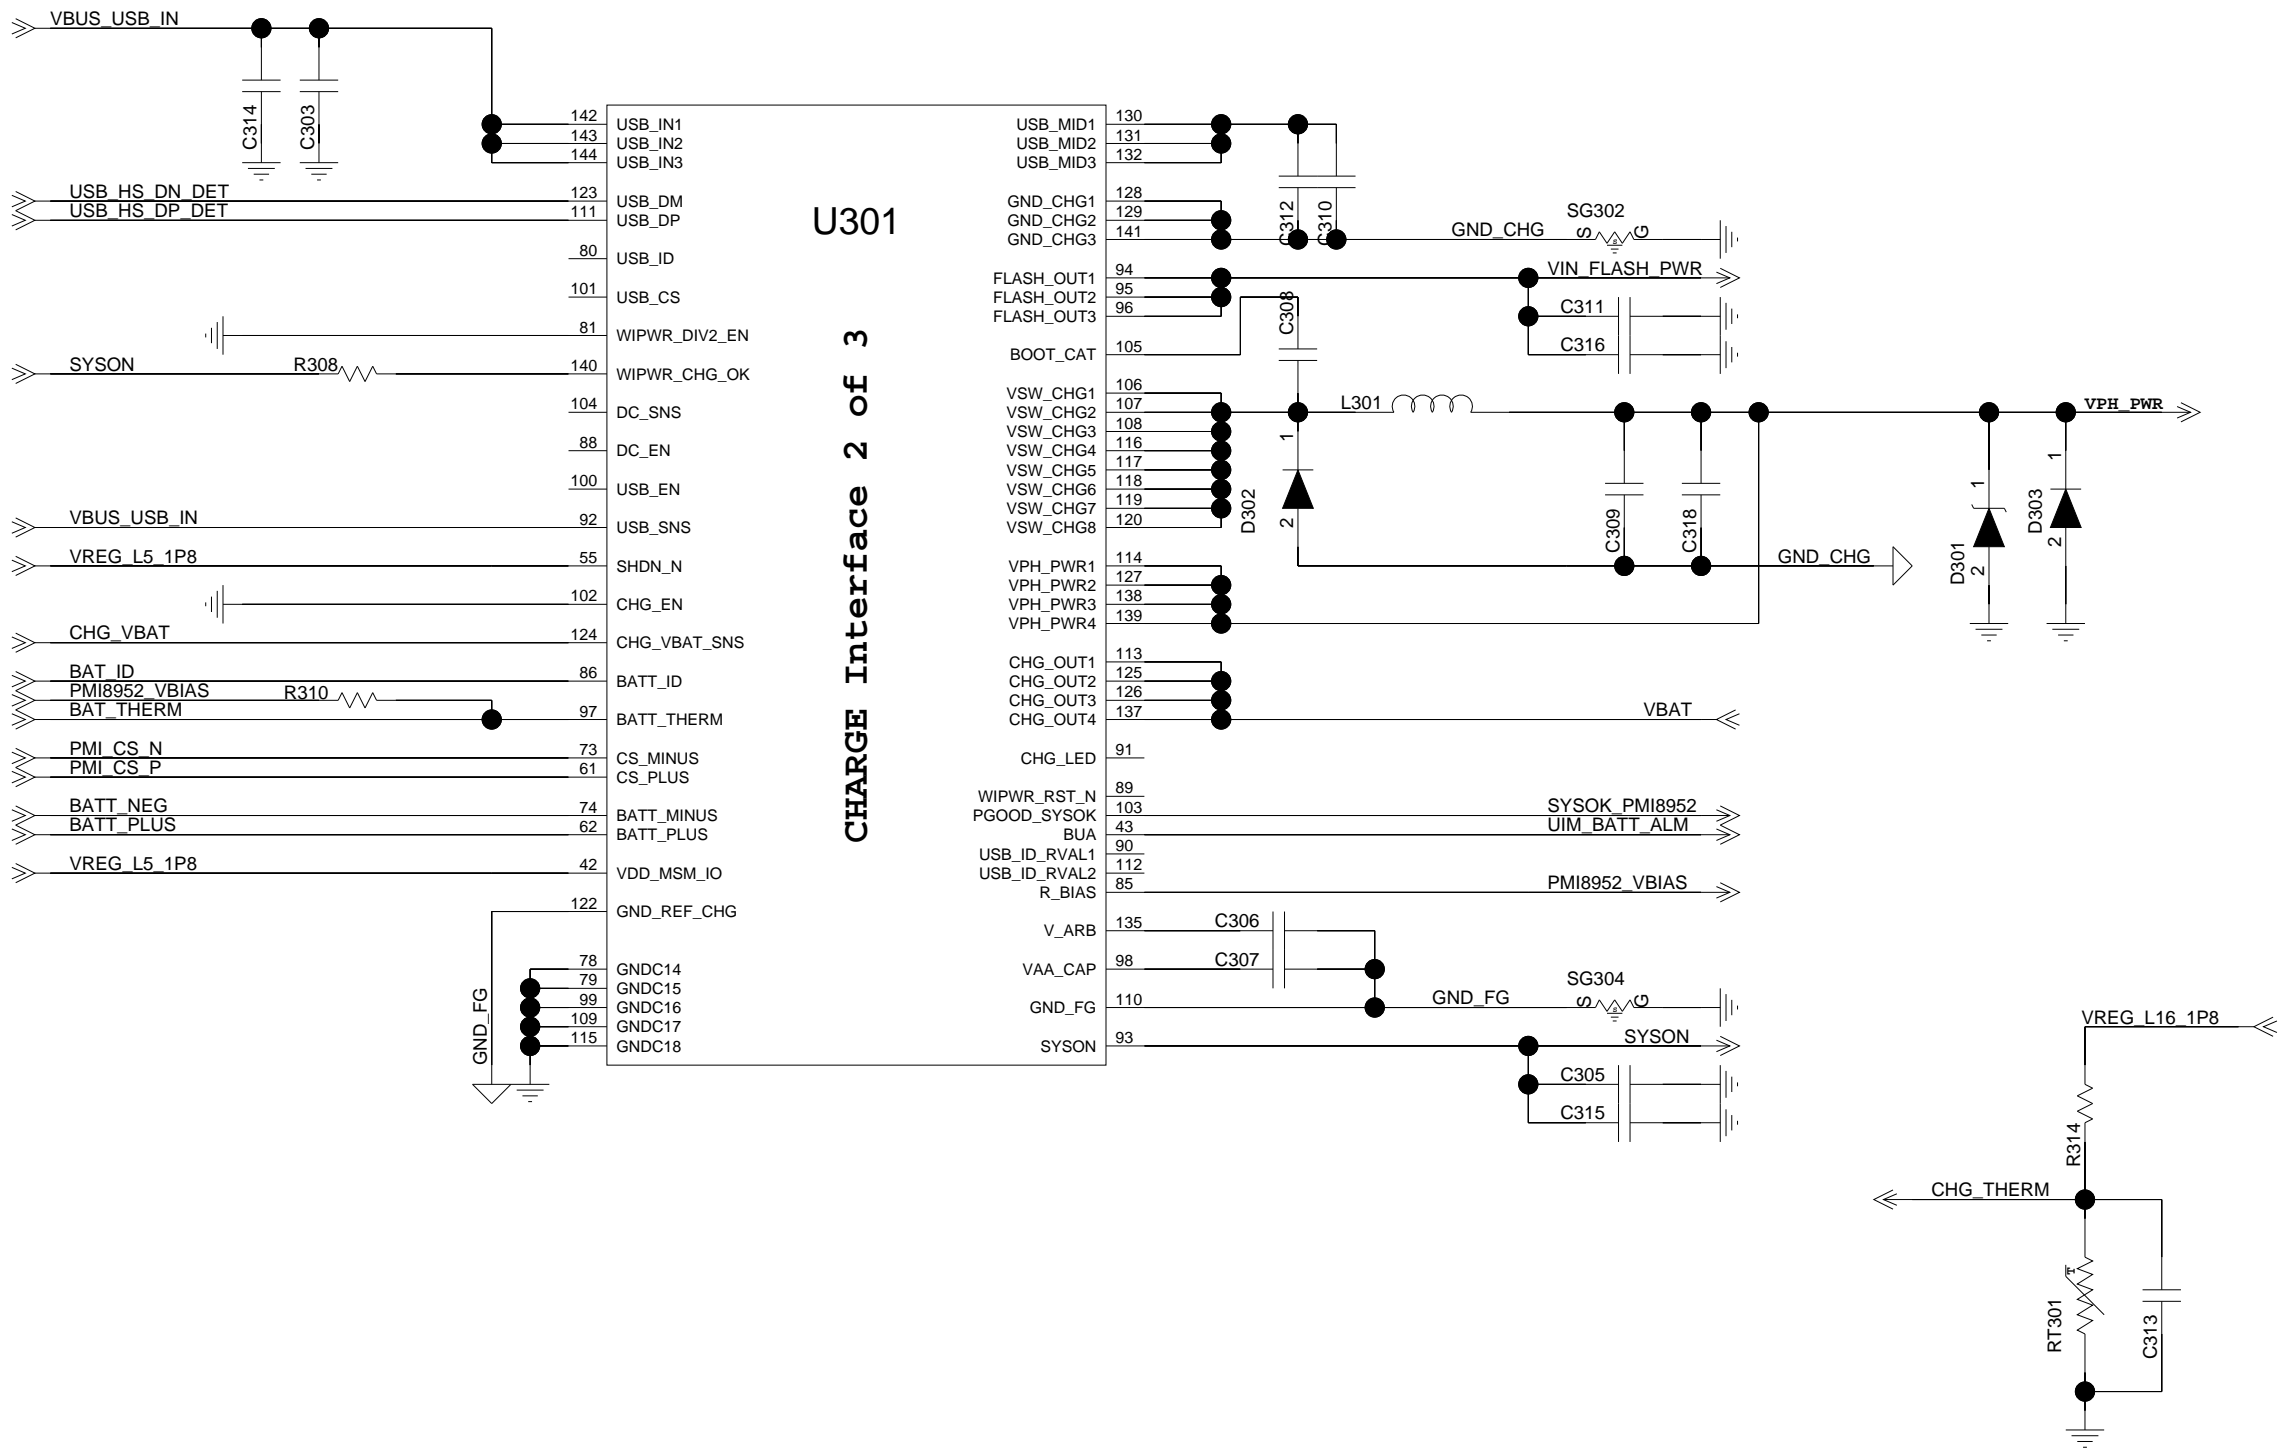 VBUS_USB_IN
C314
C303
142 USB_IN1
143 USB_IN2
144 USB_IN3
USB_HS_DN_DET 123 USB_DM
USB_HS_DP_DET 111 USB_DP
80 USB_ID
101 USB_CS
81 WIPWR_DIV2_EN
SYSON R308 140 WIPWR_CHG_OK
104 DC_SNS
88 DC_EN
100 USB_EN
VBUS_USB_IN 92 USB_SNS
VREG_L5_1P8 55 SHDN_N
102 CHG_EN
CHG_VBAT 124 CHG_VBAT_SNS
BAT_ID 86 BATT_ID
PMI8952_VBIAS R310
BAT_THERM 97 BATT_THERM
PMI_CS_N 73 CS_MINUS
PMI_CS_P 61 CS_PLUS
BATT_NEG 74 BATT_MINUS
BATT_PLUS 62 BATT_PLUS
VREG_L5_1P8 42 VDD_MSM_IO
122 GND_REF_CHG
GND_FG
78 GNDC14
79 GNDC15
99 GNDC16
109 GNDC17
115 GNDC18
U301
CHARGE Interface 2 of 3
USB_MID1 130
USB_MID2 131
USB_MID3 132
GND_CHG1 128
GND_CHG2 129
GND_CHG3 141
C312
C310
GND_CHG
SG302
S G
FLASH_OUT1 94 VIN_FLASH_PWR
FLASH_OUT2 95
FLASH_OUT3 96
C311
C316
C308
BOOT_CAT 105
VSW_CHG1 106
VSW_CHG2 107
VSW_CHG3 108
VSW_CHG4 116
VSW_CHG5 117
VSW_CHG6 118
VSW_CHG7 119
VSW_CHG8 120
L301
VPH_PWR
1
D302
2
C309
C318
GND_CHG
1
D301
2
1
D303
2
VPH_PWR1 114
VPH_PWR2 127
VPH_PWR3 138
VPH_PWR4 139
CHG_OUT1 113
CHG_OUT2 125
CHG_OUT3 126
CHG_OUT4 137 VBAT
CHG_LED 91
WIPWR_RST_N 89
PGOOD_SYSOK 103 SYSOK_PMI8952
BUA 43 UIM_BATT_ALM
USB_ID_RVAL1 90
USB_ID_RVAL2 112
R_BIAS 85 PMI8952_VBIAS
V_ARB 135 C306
VAA_CAP 98 C307
GND_FG 110 GND_FG
SG304
S G
SYSON 93 SYSON
C305
C315
VREG_L16_1P8
R314
CHG_THERM
T
RT301
C313